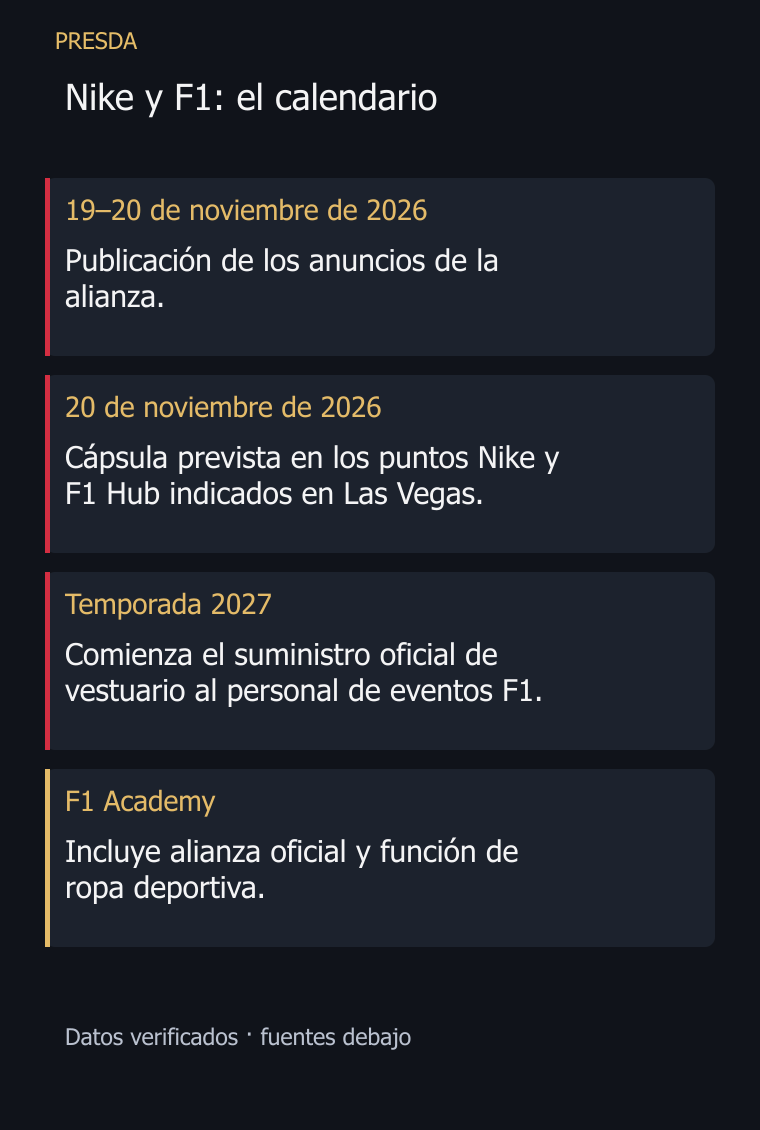 PRESDA
Nike y F1: el calendario
19–20 de noviembre de 2026
Publicación de los anuncios de la
alianza.
20 de noviembre de 2026
Cápsula prevista en los puntos Nike y
F1 Hub indicados en Las Vegas.
Temporada 2027
Comienza el suministro oficial de
vestuario al personal de eventos F1.
F1 Academy
Incluye alianza oficial y función de
ropa deportiva.
Datos verificados · fuentes debajo